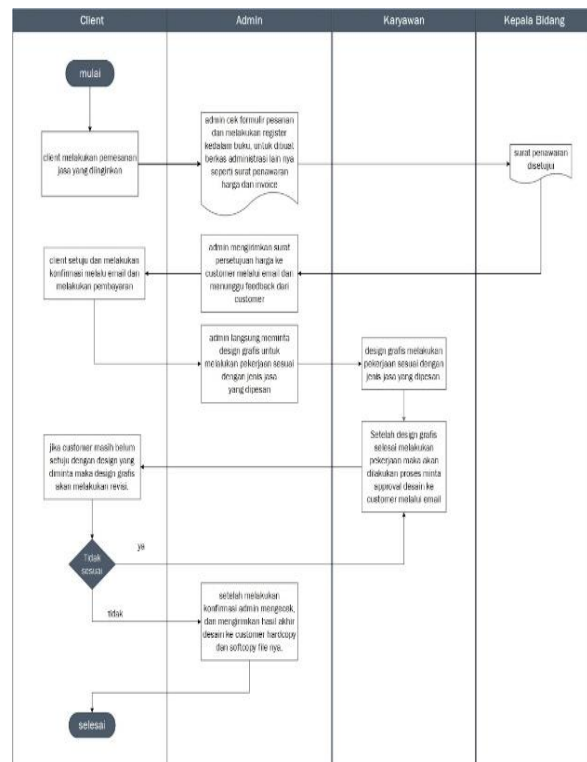 Client
Admin
Karyawan
Kepala Bidang
mulai
client melakukan pemesanan
jasa yang diinginkan
admin cek formulir pesanan
dan melakukan register
kedalam buku, untuk dibuat
berkas administrasi lain nya
seperti surat penawaran
harga dan invoice
surat penawaran
disetujui
admin mengirimkan surat
persetujuan harga ke
customer melalui email dan
menunggu feedback dari
customer
client setuju dan melakukan
konfirmasi melalu email dan
melakukan pembayaran
admin langsung meminta
design grafis untuk
melakukan pekerjaan sesuai
dengan jenis jasa
yang dipesan
design grafis melakukan
pekerjaan sesuai dengan
jenis jasa yang dipesan
Setelah design grafis
selesai melakukan
pekerjaan maka akan
dilakukan proses minta
approval desain ke
customer melalui email
jika customer masih belum
setuju dengan design yang
diminta maka design grafis
akan melakukan revisi.
Tidak
sesuai
ya
tidak
setelah melakukan
konfirmasi admin mengecek,
dan mengirimkan hasil akhir
desain ke customer hardcopy
dan softcopy file nya.
selesai